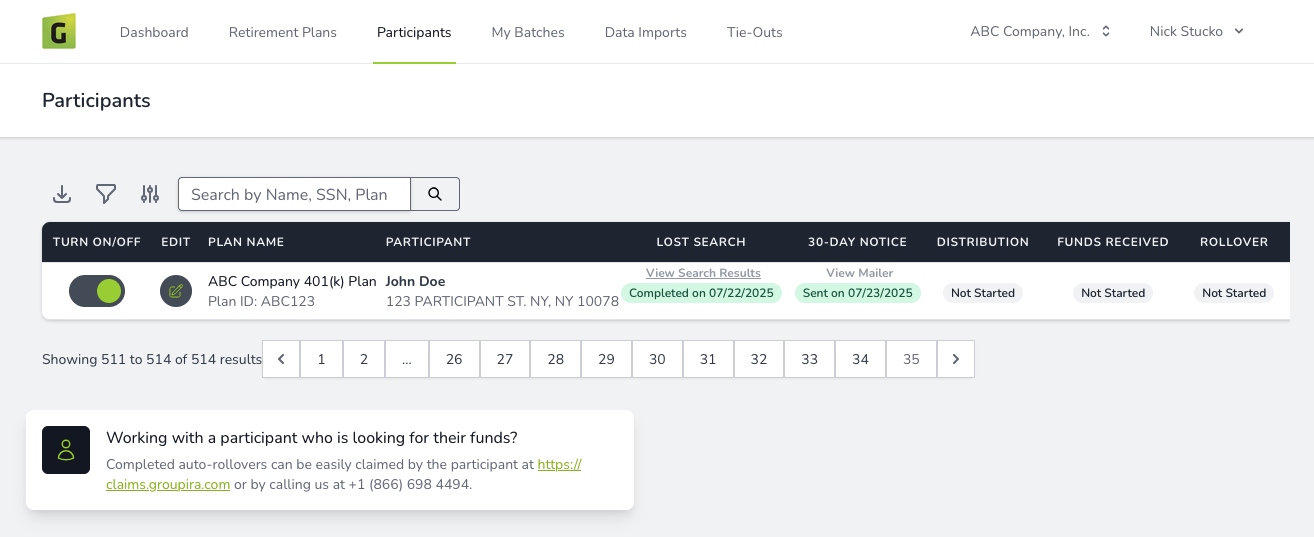 G Dashboard Retirement Plans Participants My Batches Data Imports Tie-Outs ABC Company, Inc. Nick Stucko
Participants
Search by Name, SSN, Plan
TURN ON/OFF EDIT PLAN NAME PARTICIPANT LOST SEARCH 30-DAY NOTICE DISTRIBUTION FUNDS RECEIVED ROLLOVER
View Search Results View Mailer
ABC Company 401(k) Plan John Doe
Completed on 07/22/2025 Sent on 07/23/2025 Not Started Not Started Not Started
Plan ID: ABC123 123 PARTICIPANT ST. NY, NY 10078
Showing 511 to 514 of 514 results 1 2 ... 26 27 28 29 30 31 32 33 34 35
Working with a participant who is looking for their funds?
Completed auto-rollovers can be easily claimed by the participant at https://
claims.groupira.com or by calling us at +1 (866) 698 4494.